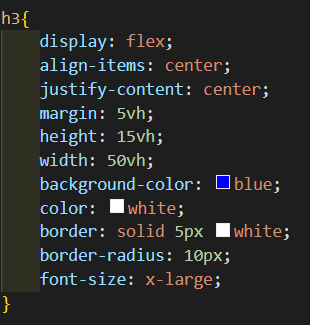 h3{
display: flex;
align-items: center;
justify-content: center;
margin: 5vh;
height: 15vh;
width: 50vh;
background-color: blue;
color: white;
border: solid 5px white;
border-radius: 10px;
font-size: x-large;
}